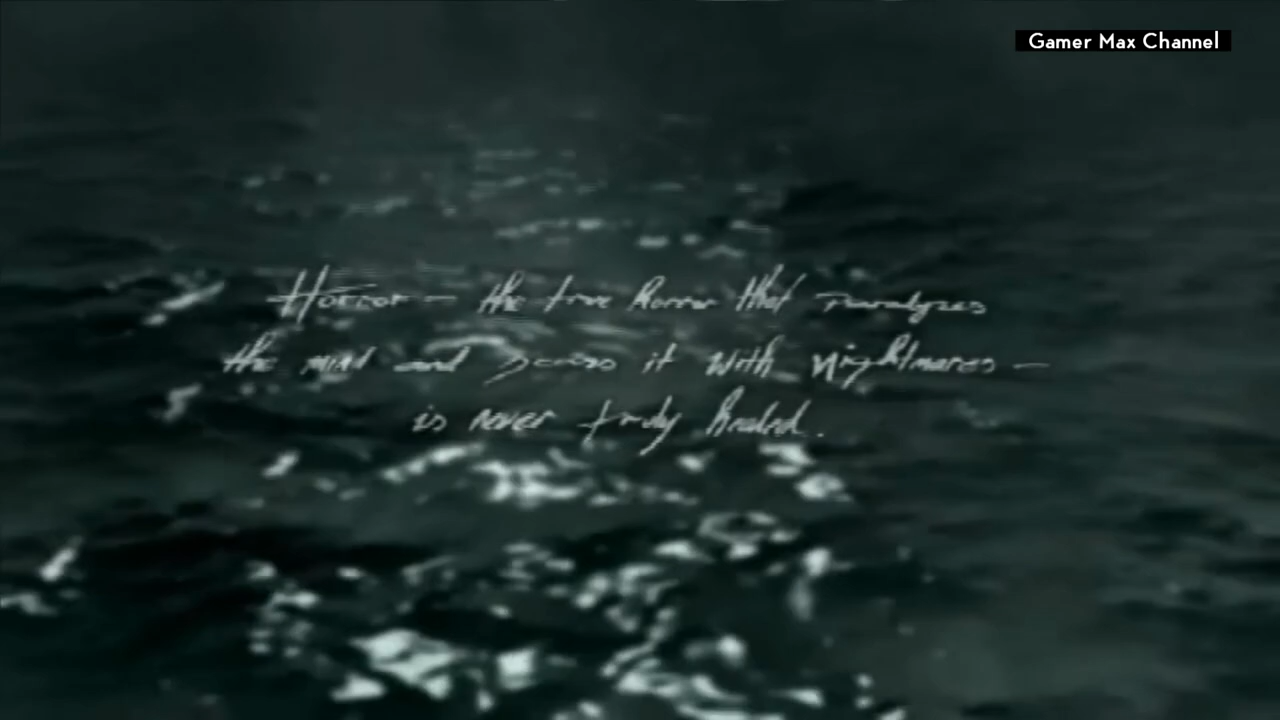 Gamer Max Channel
Horror — the true horror that paralyzes
the mind and scars it with nightmares —
is never truly healed.